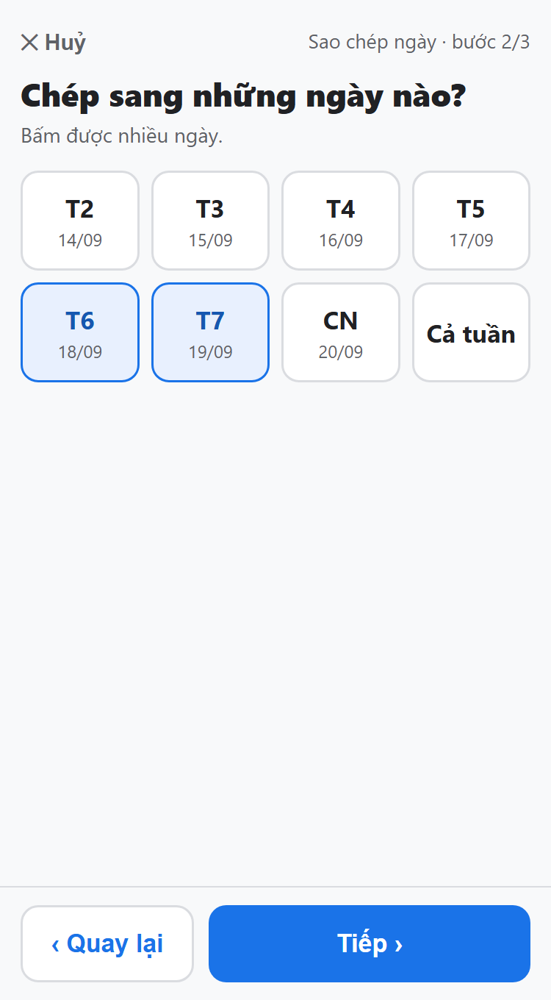 Huỷ
Sao chép ngày · bước 2/3
Chép sang những ngày nào?
Bấm được nhiều ngày.
T2 T3 T4 T5
14/09 15/09 16/09 17/09
T6 T7 CN Cả tuần
18/09 19/09 20/09
‹ Quay lại
Tiếp ›